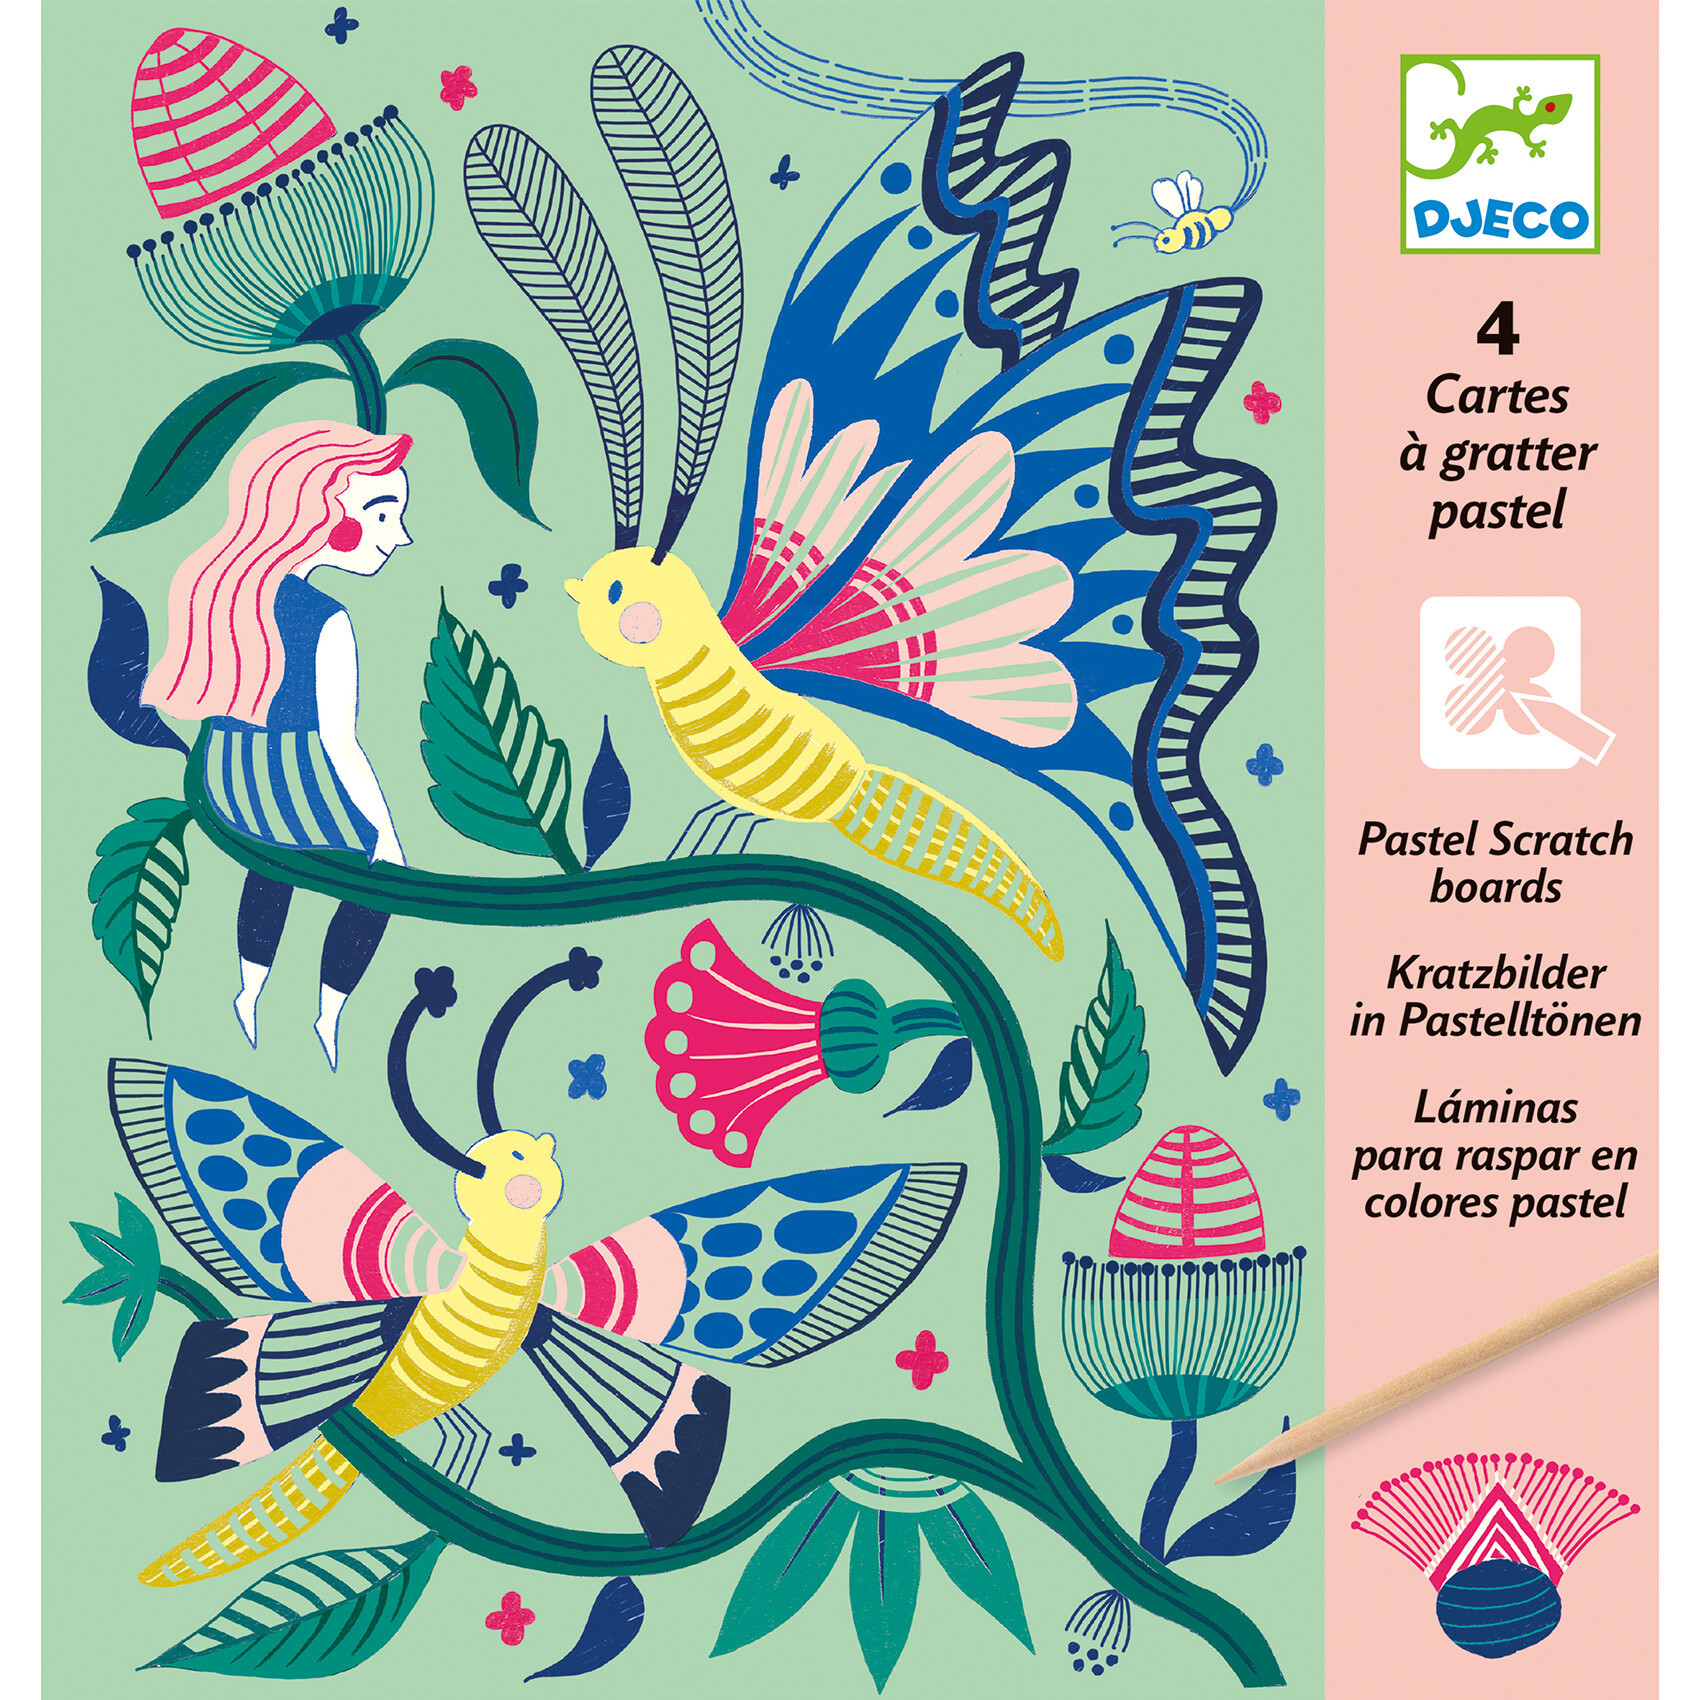 DJECO
4
Cartes
à gratter
pastel
Pastel Scratch
boards
Kratzbilder
in Pastelltönen
Láminas
para raspar en
colores pastel